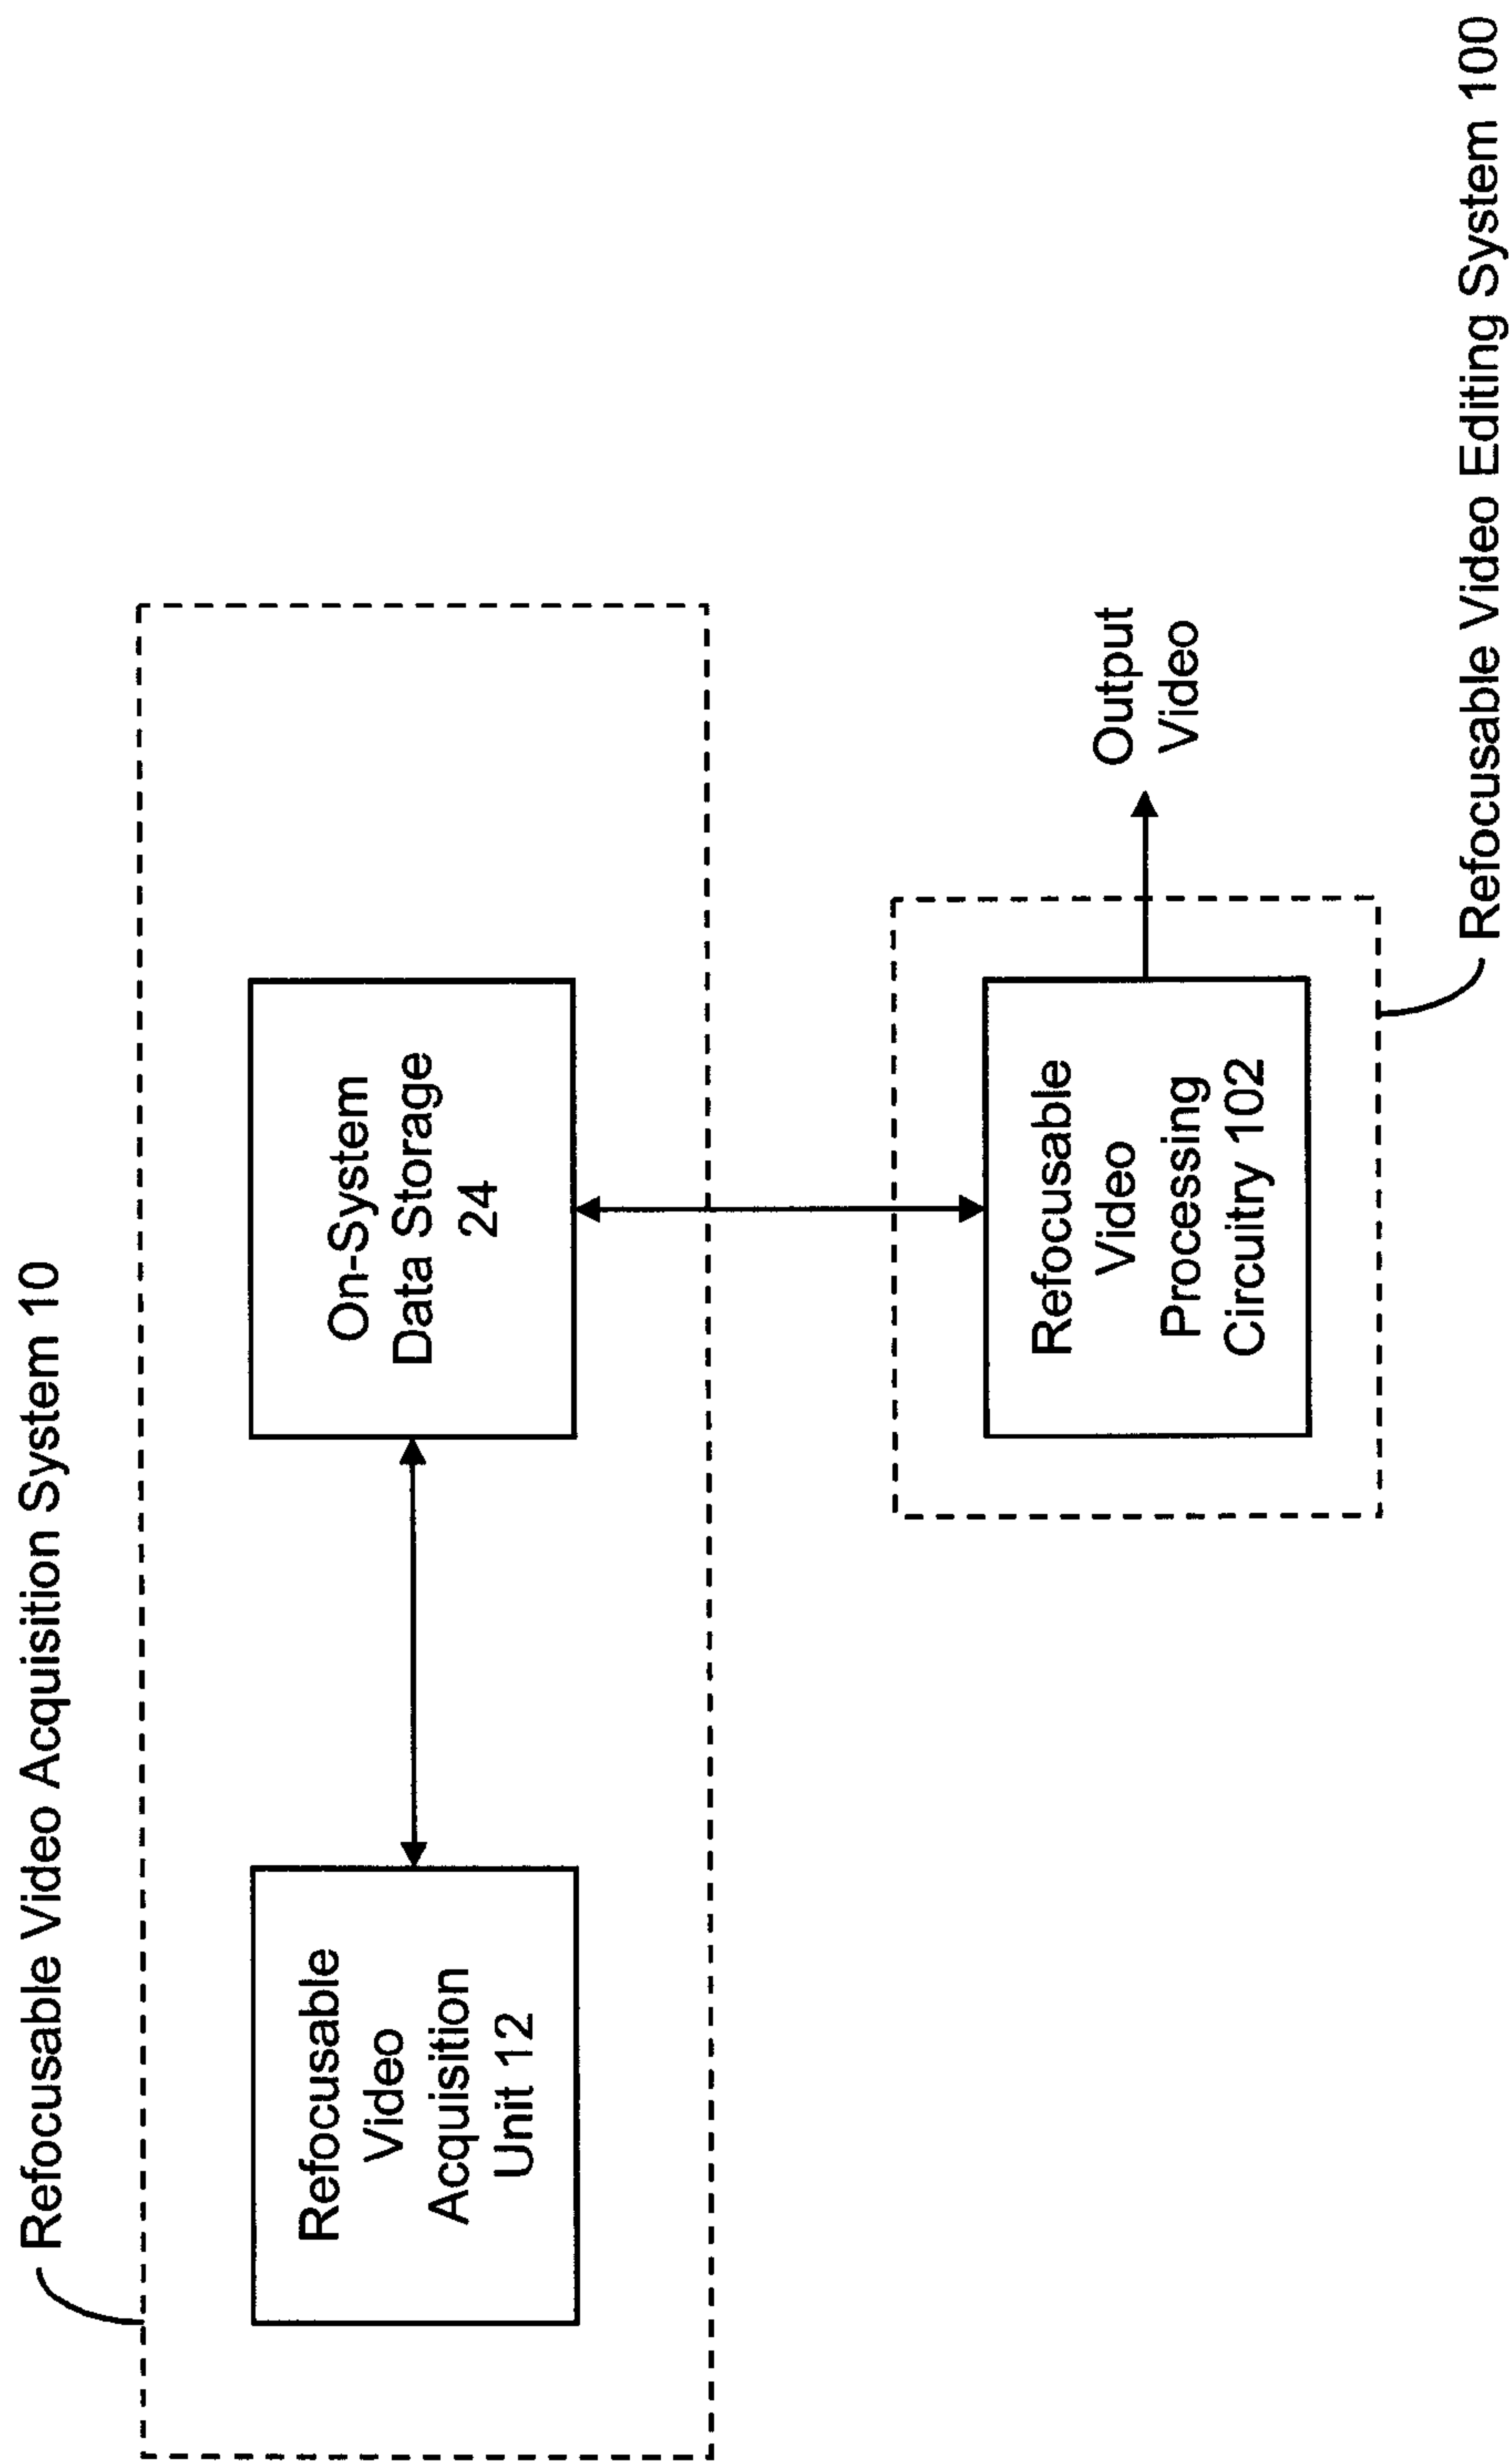 Refocusable Video Acquisition System 10
Refocusable
Video
Acquisition
Unit 12
On-System
Data Storage
24
Refocusable
Video
Processing
Circuitry 102
Output
Video
Refocusable Video Editing System 100